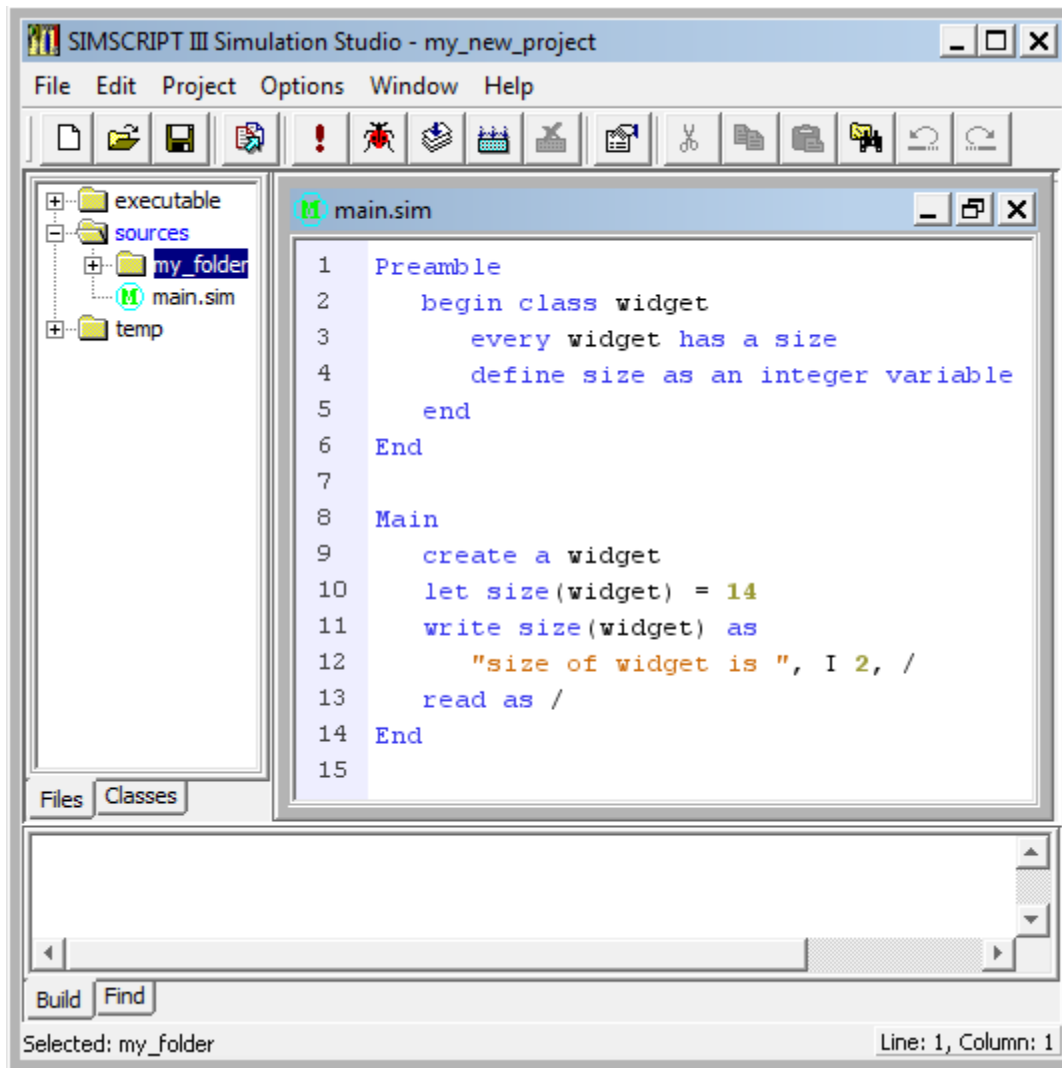 SIMSCRIPT III Simulation Studio - my_new_project
File Edit Project Options Window Help
executable
sources
my_folder
main.sim
temp
Files Classes
main.sim
1 Preamble
2 begin class widget
3 every widget has a size
4 define size as an integer variable
5 end
6 End
7
8 Main
9 create a widget
10 let size(widget) = 14
11 write size(widget) as
12 "size of widget is ", I 2, /
13 read as /
14 End
15
Build Find
Selected: my_folder
Line: 1, Column: 1